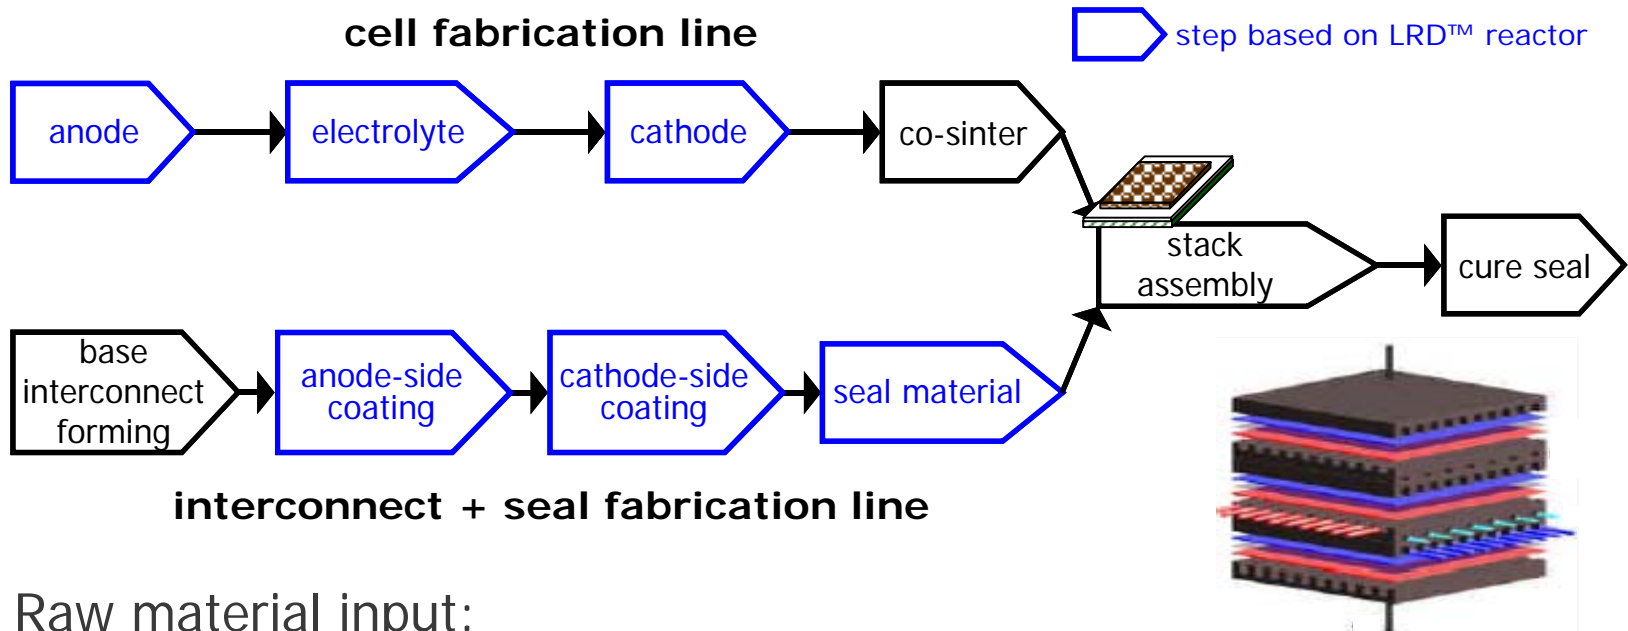 cell fabrication line
step based on LRD™ reactor
anode
electrolyte
cathode
co-sinter
stack
assembly
cure seal
base
interconnect
forming
anode-side
coating
cathode-side
coating
seal material
interconnect + seal fabrication line
Raw material input: